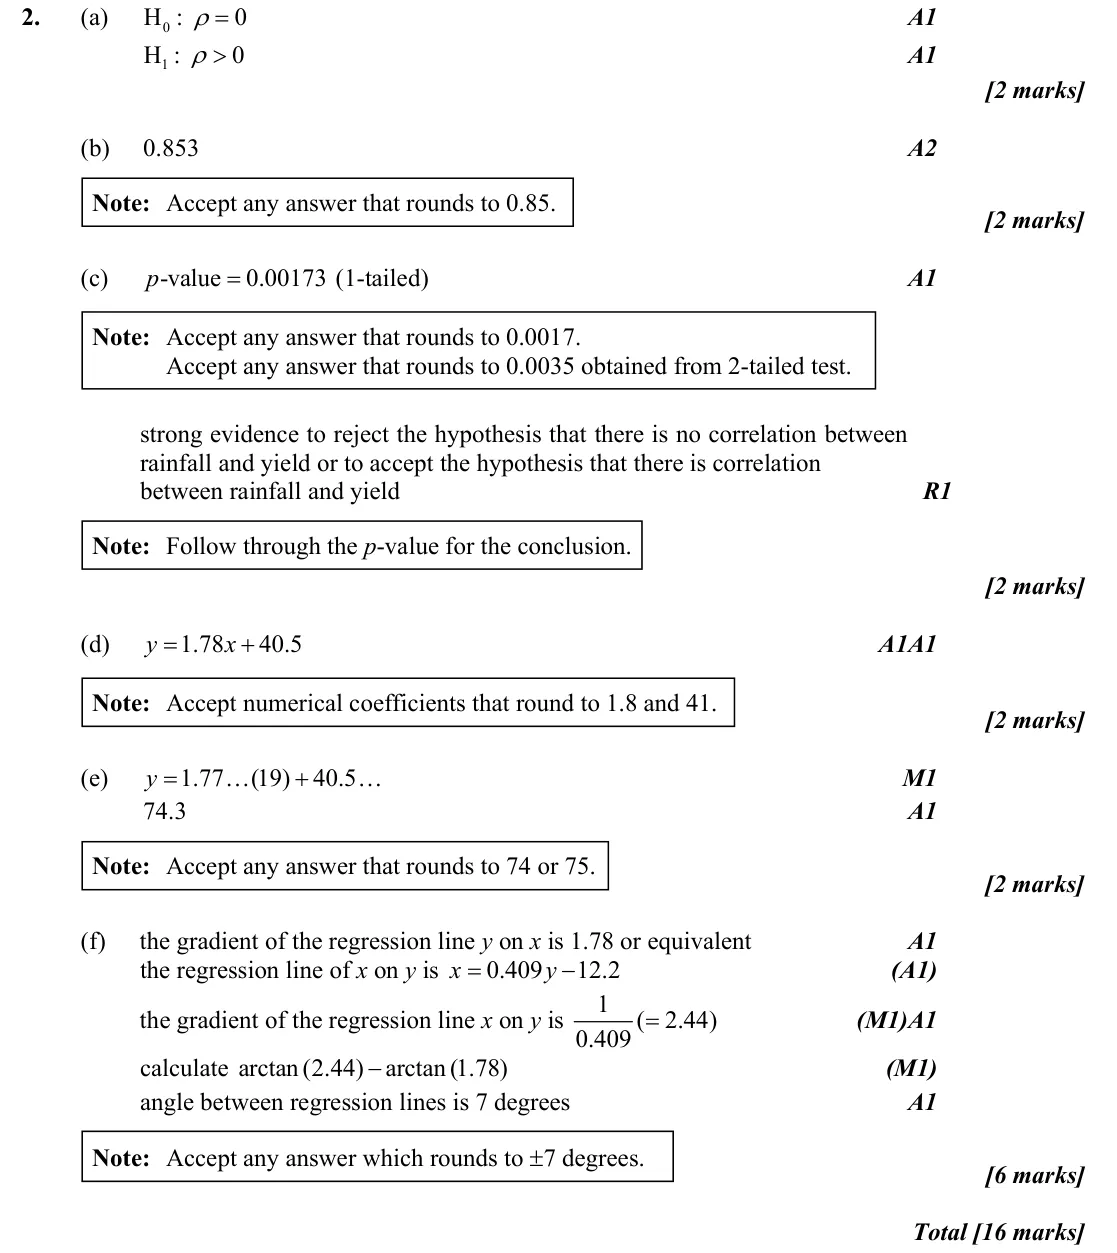 2. (a) H₀ : ρ = 0 A1
H₁ : ρ > 0 A1
[2 marks]
(b) 0.853 A2
Note: Accept any answer that rounds to 0.85.
[2 marks]
(c) p-value = 0.00173 (1-tailed) A1
Note: Accept any answer that rounds to 0.0017.
Accept any answer that rounds to 0.0035 obtained from 2-tailed test.
strong evidence to reject the hypothesis that there is no correlation between
rainfall and yield or to accept the hypothesis that there is correlation
between rainfall and yield R1
Note: Follow through the p-value for the conclusion.
[2 marks]
(d) y = 1.78x + 40.5 A1A1
Note: Accept numerical coefficients that round to 1.8 and 41.
[2 marks]
(e) y = 1.77…(19) + 40.5… M1
74.3 A1
Note: Accept any answer that rounds to 74 or 75.
[2 marks]
(f) the gradient of the regression line y on x is 1.78 or equivalent A1
the regression line of x on y is x = 0.409y − 12.2 (A1)
the gradient of the regression line x on y is 1/0.409 (= 2.44) (M1)A1
calculate arctan (2.44) − arctan (1.78) (M1)
angle between regression lines is 7 degrees A1
Note: Accept any answer which rounds to ±7 degrees.
[6 marks]
Total [16 marks]